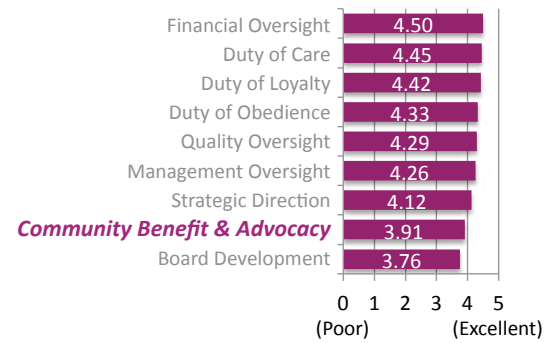 Financial Oversight 4.50
Duty of Care 4.45
Duty of Loyalty 4.42
Duty of Obedience 4.33
Quality Oversight 4.29
Management Oversight 4.26
Strategic Direction 4.12
Community Benefit & Advocacy 3.91
Board Development 3.76
0 1 2 3 4 5
(Poor) (Excellent)